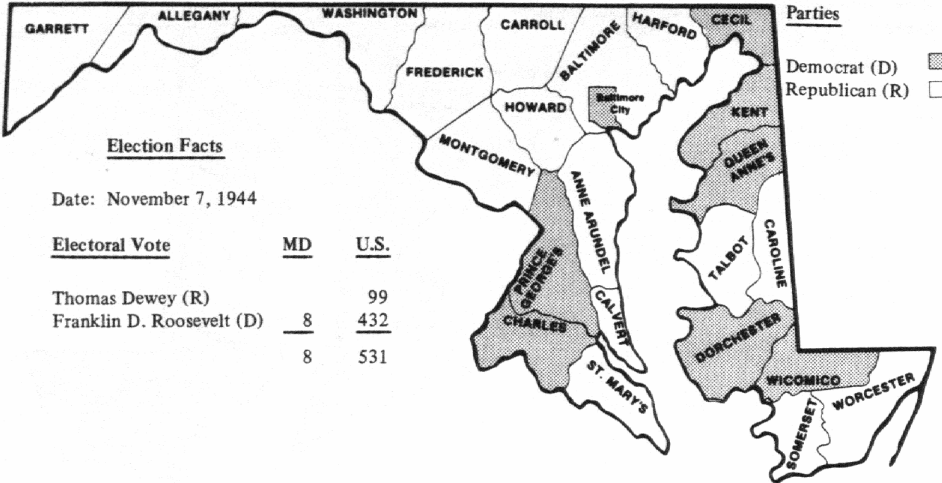 GARRETT
ALLEGANY
WASHINGTON
FREDERICK
CARROLL
BALTIMORE
HARFORD
CECIL
Parties
Democrat (D)
Republican (R)
HOWARD
Baltimore
City
KENT
QUEEN
ANNE'S
MONTGOMERY
ANNE ARUNDEL
Election Facts
Date: November 7, 1944
Electoral Vote MD U.S.
Thomas Dewey (R) 99
Franklin D. Roosevelt (D) 8 432
8 531
PRINCE
GEORGE'S
CALVERT
CHARLES
ST. MARY'S
TALBOT
CAROLINE
DORCHESTER
WICOMICO
SOMERSET
WORCESTER